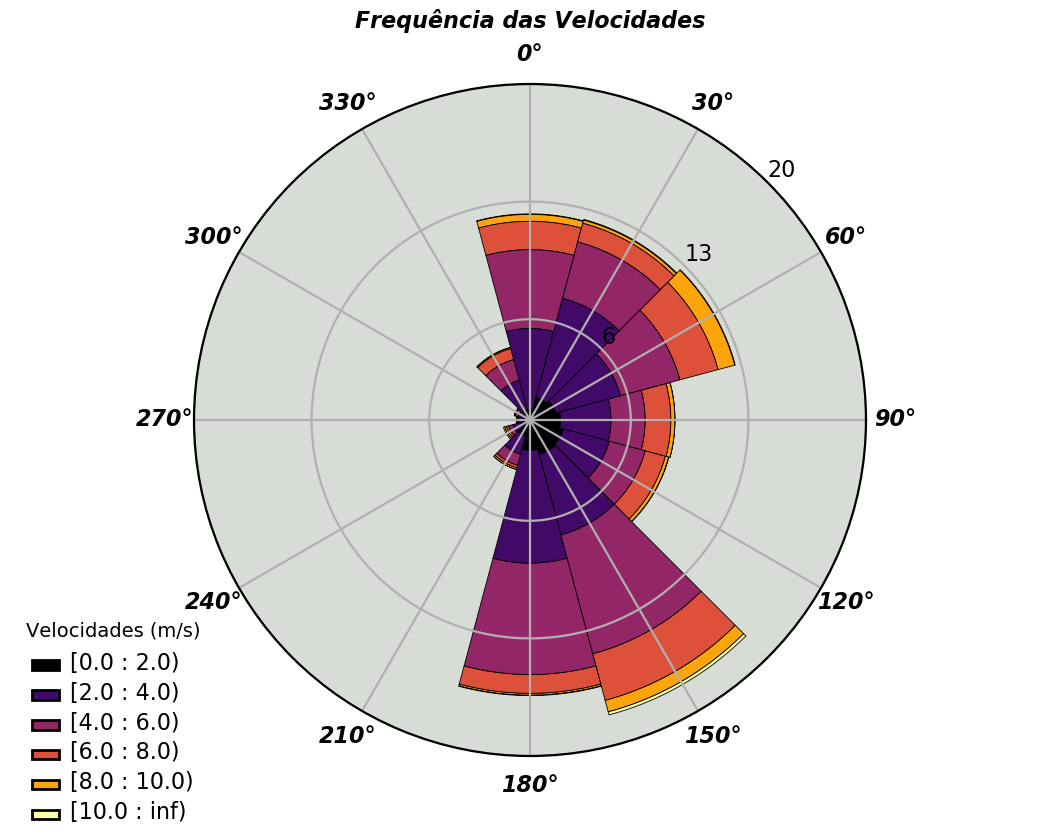 Frequência das Velocidades
0°
330°
30°
20
300°
60°
13
6
270°
90°
240°
120°
210°
150°
180°
Velocidades (m/s)
[0.0 : 2.0)
[2.0 : 4.0)
[4.0 : 6.0)
[6.0 : 8.0)
[8.0 : 10.0)
[10.0 : inf)